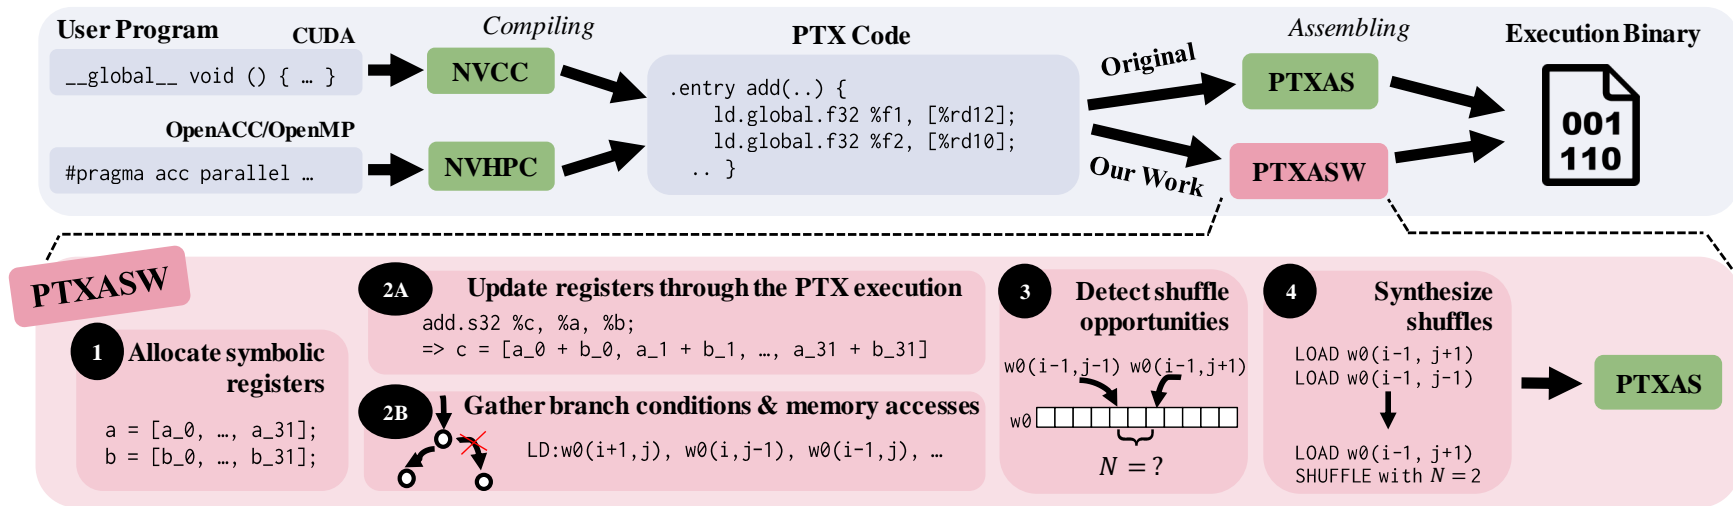 User Program
CUDA
__global__ void () { … }
OpenACC/OpenMP
#pragma acc parallel …
Compiling
NVCC
NVHPC
PTX Code
.entry add(..) {
ld.global.f32 %f1, [%rd12];
ld.global.f32 %f2, [%rd10];
.. }
Original
Our Work
Assembling
PTXAS
PTXASW
Execution Binary
001
110
PTXASW
1
Allocate symbolic
registers
a = [a_0, …, a_31];
b = [b_0, …, b_31];
2A
Update registers through the PTX execution
add.s32 %c, %a, %b;
=> c = [a_0 + b_0, a_1 + b_1, …, a_31 + b_31]
2B
Gather branch conditions & memory accesses
LD:w0(i+1,j), w0(i,j-1), w0(i-1,j), …
3
Detect shuffle
opportunities
w0(i-1,j-1) w0(i-1,j+1)
w0
N = ?
4
Synthesize
shuffles
LOAD w0(i-1, j+1)
LOAD w0(i-1, j-1)
LOAD w0(i-1, j+1)
SHUFFLE with N = 2
PTXAS